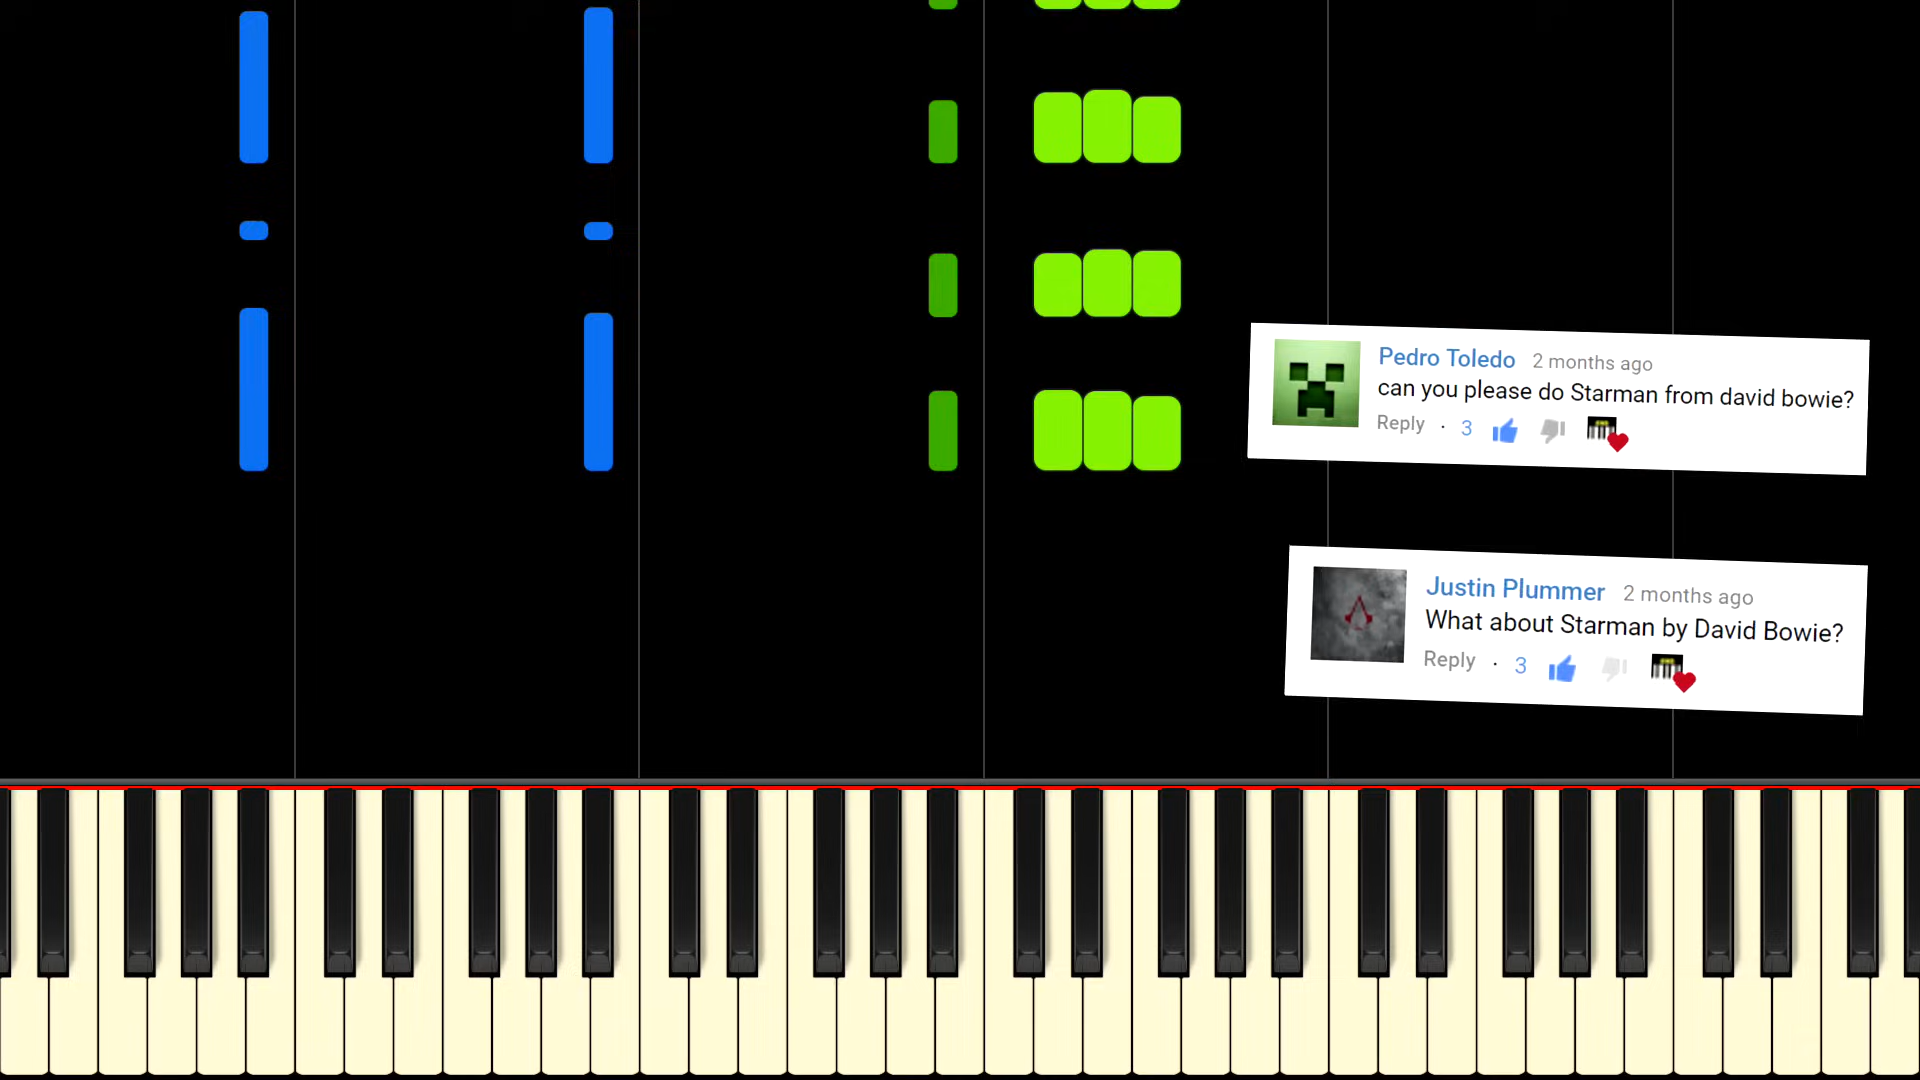 Pedro Toledo 2 months ago
can you please do Starman from david bowie?
Reply · 3
Justin Plummer 2 months ago
What about Starman by David Bowie?
Reply · 3